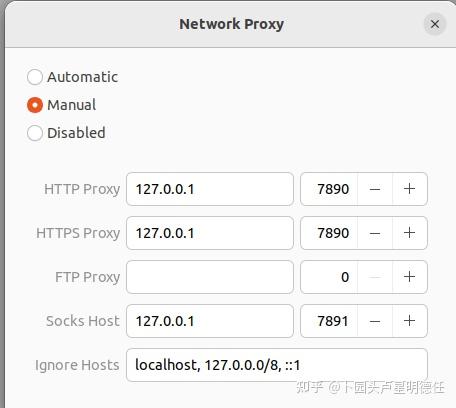 Network Proxy
Automatic
Manual
Disabled
HTTP Proxy 127.0.0.1 7890 − +
HTTPS Proxy 127.0.0.1 7890 − +
FTP Proxy 0 − +
Socks Host 127.0.0.1 7891 − +
Ignore Hosts localhost, 127.0.0.0/8, ::1
知乎 @下园头卢星明德任